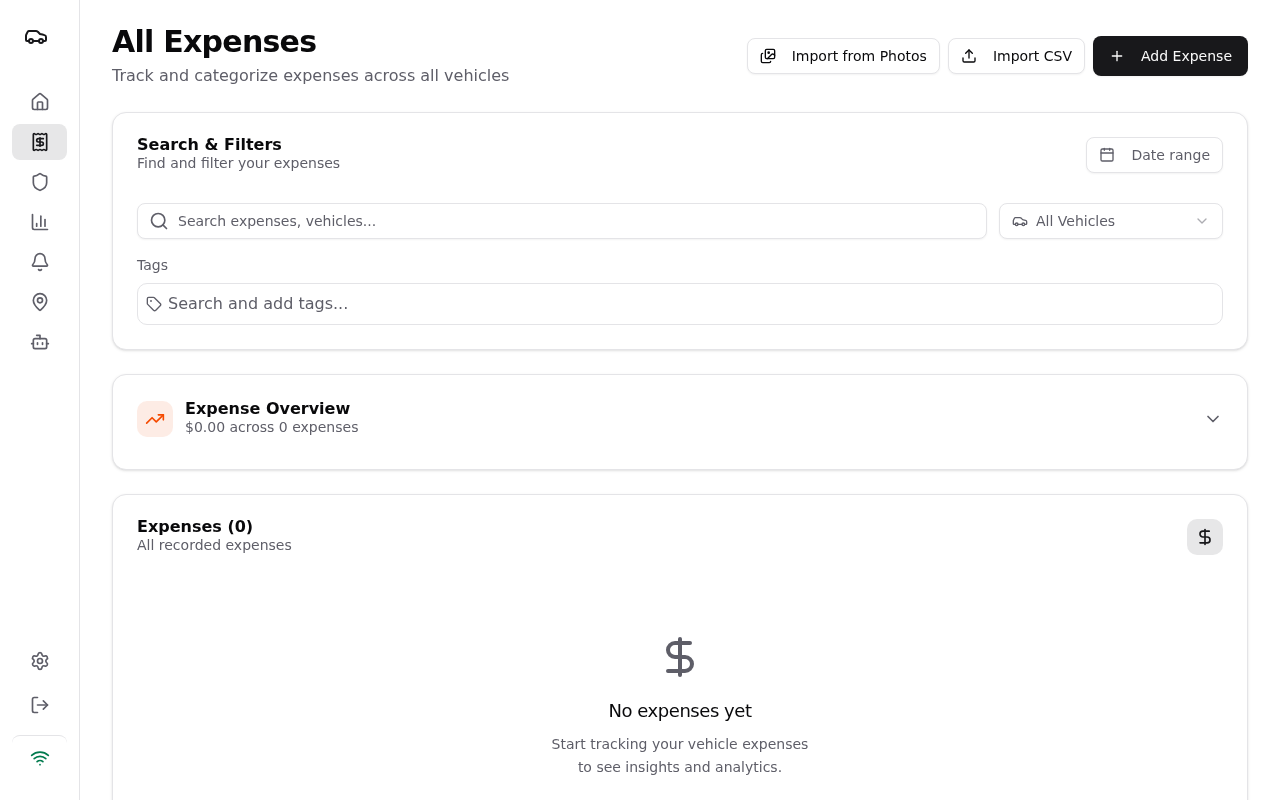 All Expenses
Track and categorize expenses across all vehicles
Import from Photos
Import CSV
Add Expense
Search & Filters
Find and filter your expenses
Date range
Search expenses, vehicles...
All Vehicles
Tags
Search and add tags...
Expense Overview
$0.00 across 0 expenses
Expenses (0)
All recorded expenses
No expenses yet
Start tracking your vehicle expenses
to see insights and analytics.